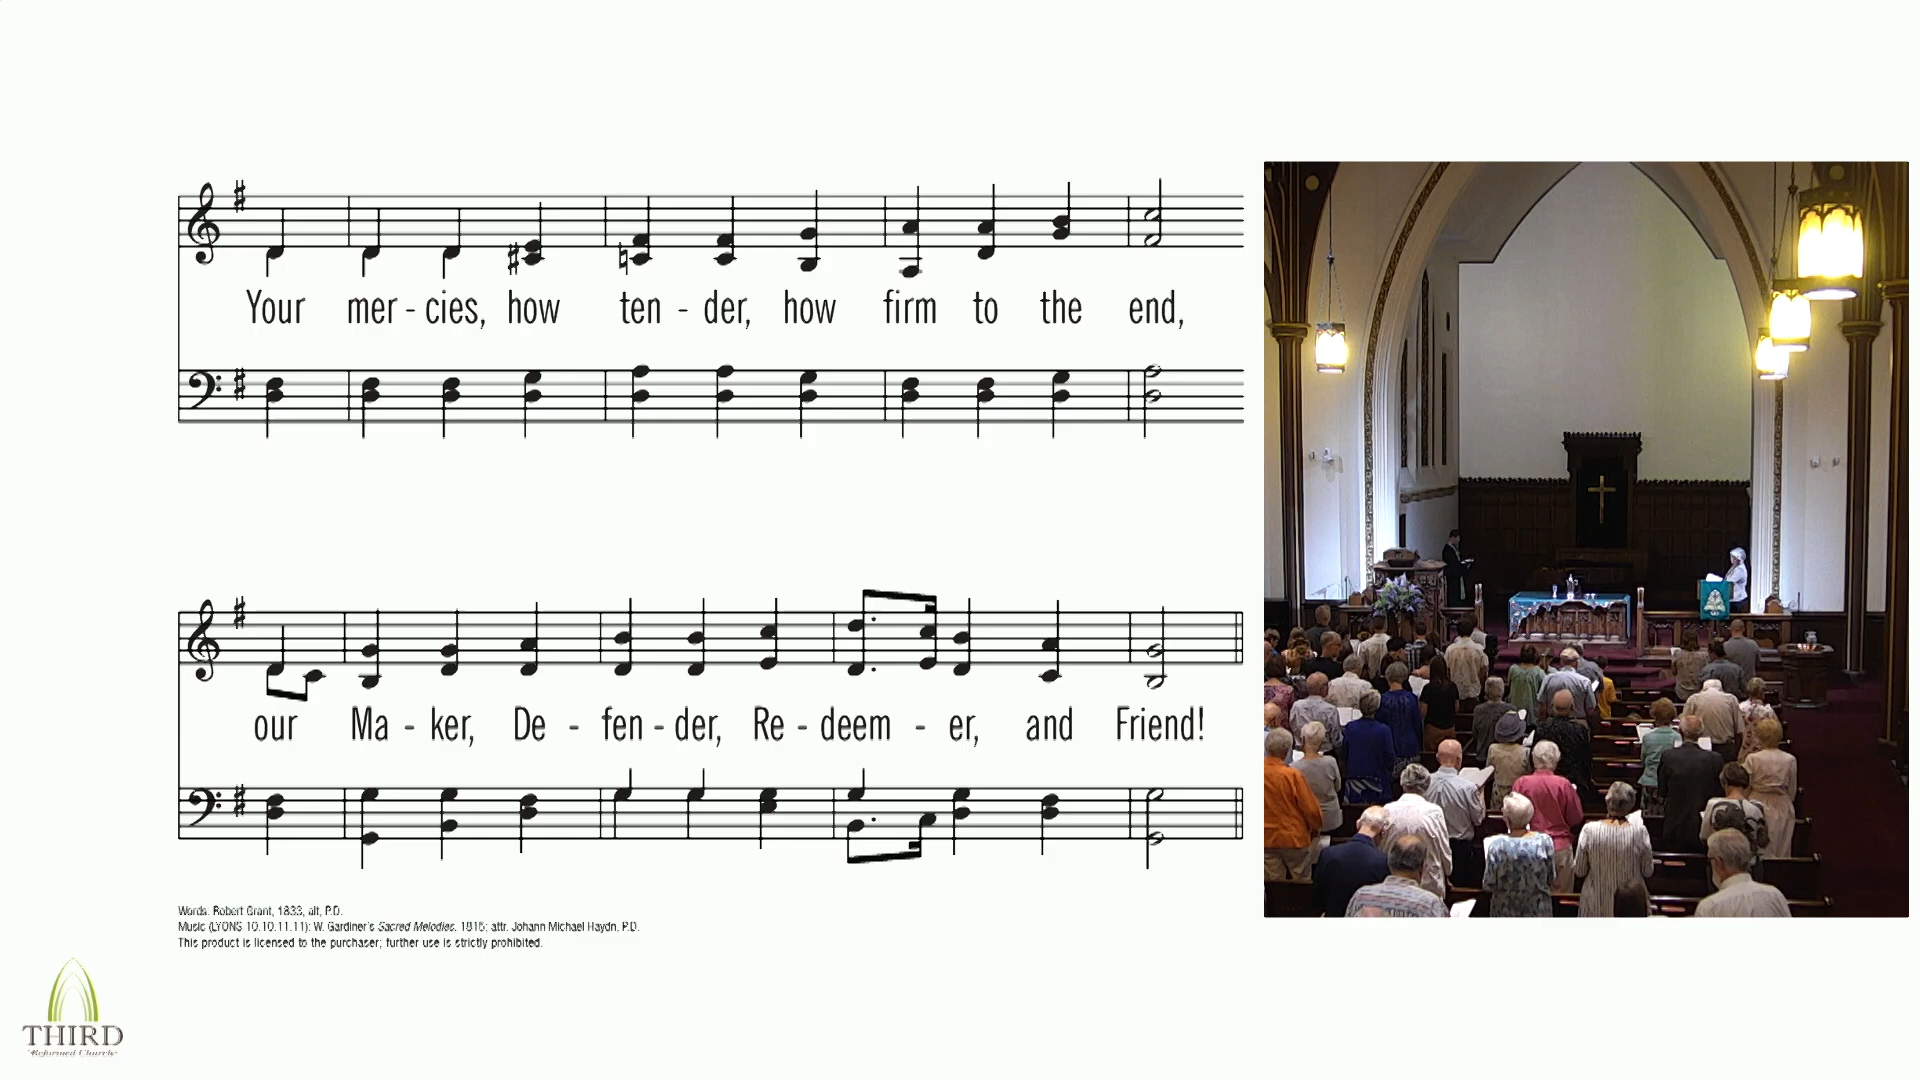 Your mer - cies, how ten - der, how firm to the end,
our Ma - ker, De - fen - der, Re - deem - er, and Friend!
Words: Robert Grant, 1833, alt, P.D.
Music (LYONS 10.10.11.11): W. Gardiner's Sacred Melodies, 1815; attr. Johann Michael Haydn, P.D.
This product is licensed to the purchaser; further use is strictly prohibited.
THIRD
Reformed Church